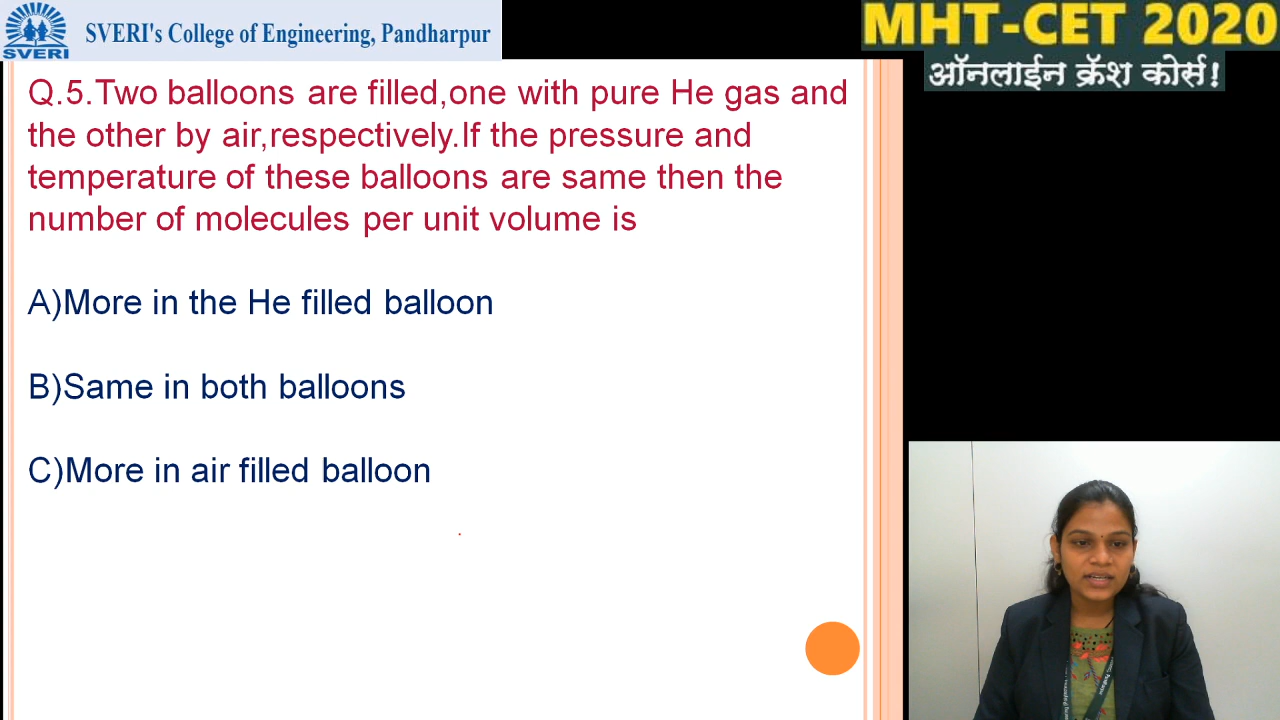 SVERI
SVERI's College of Engineering, Pandharpur
MHT-CET 2020
ऑनलाईन क्रॅश कोर्स!
Q.5.Two balloons are filled,one with pure He gas and
the other by air,respectively.If the pressure and
temperature of these balloons are same then the
number of molecules per unit volume is
A)More in the He filled balloon
B)Same in both balloons
C)More in air filled balloon